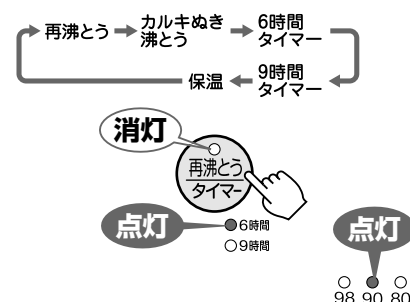 再沸とう
カルキぬき
沸とう
6時間
タイマー
9時間
タイマー
保温
消灯
再沸とう
タイマー
点灯
6時間
9時間
点灯
98 90 80